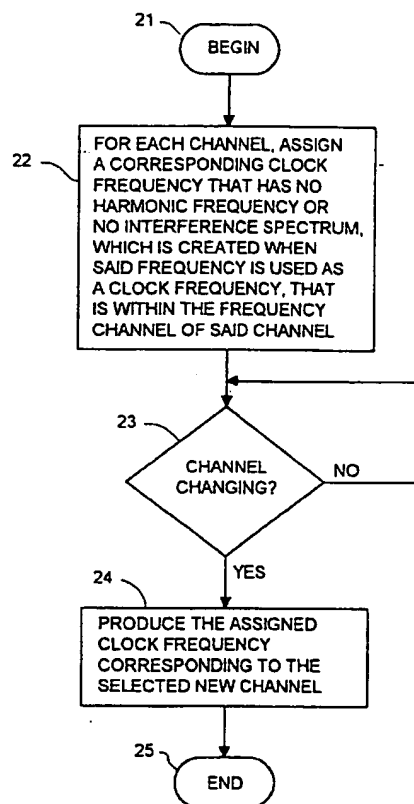 21
BEGIN
22
FOR EACH CHANNEL, ASSIGN
A CORRESPONDING CLOCK
FREQUENCY THAT HAS NO
HARMONIC FREQUENCY OR
NO INTERFERENCE SPECTRUM,
WHICH IS CREATED WHEN
SAID FREQUENCY IS USED AS
A CLOCK FREQUENCY, THAT
IS WITHIN THE FREQUENCY
CHANNEL OF SAID CHANNEL
23
CHANNEL
CHANGING?
NO
YES
24
PRODUCE THE ASSIGNED
CLOCK FREQUENCY
CORRESPONDING TO THE
SELECTED NEW CHANNEL
25
END